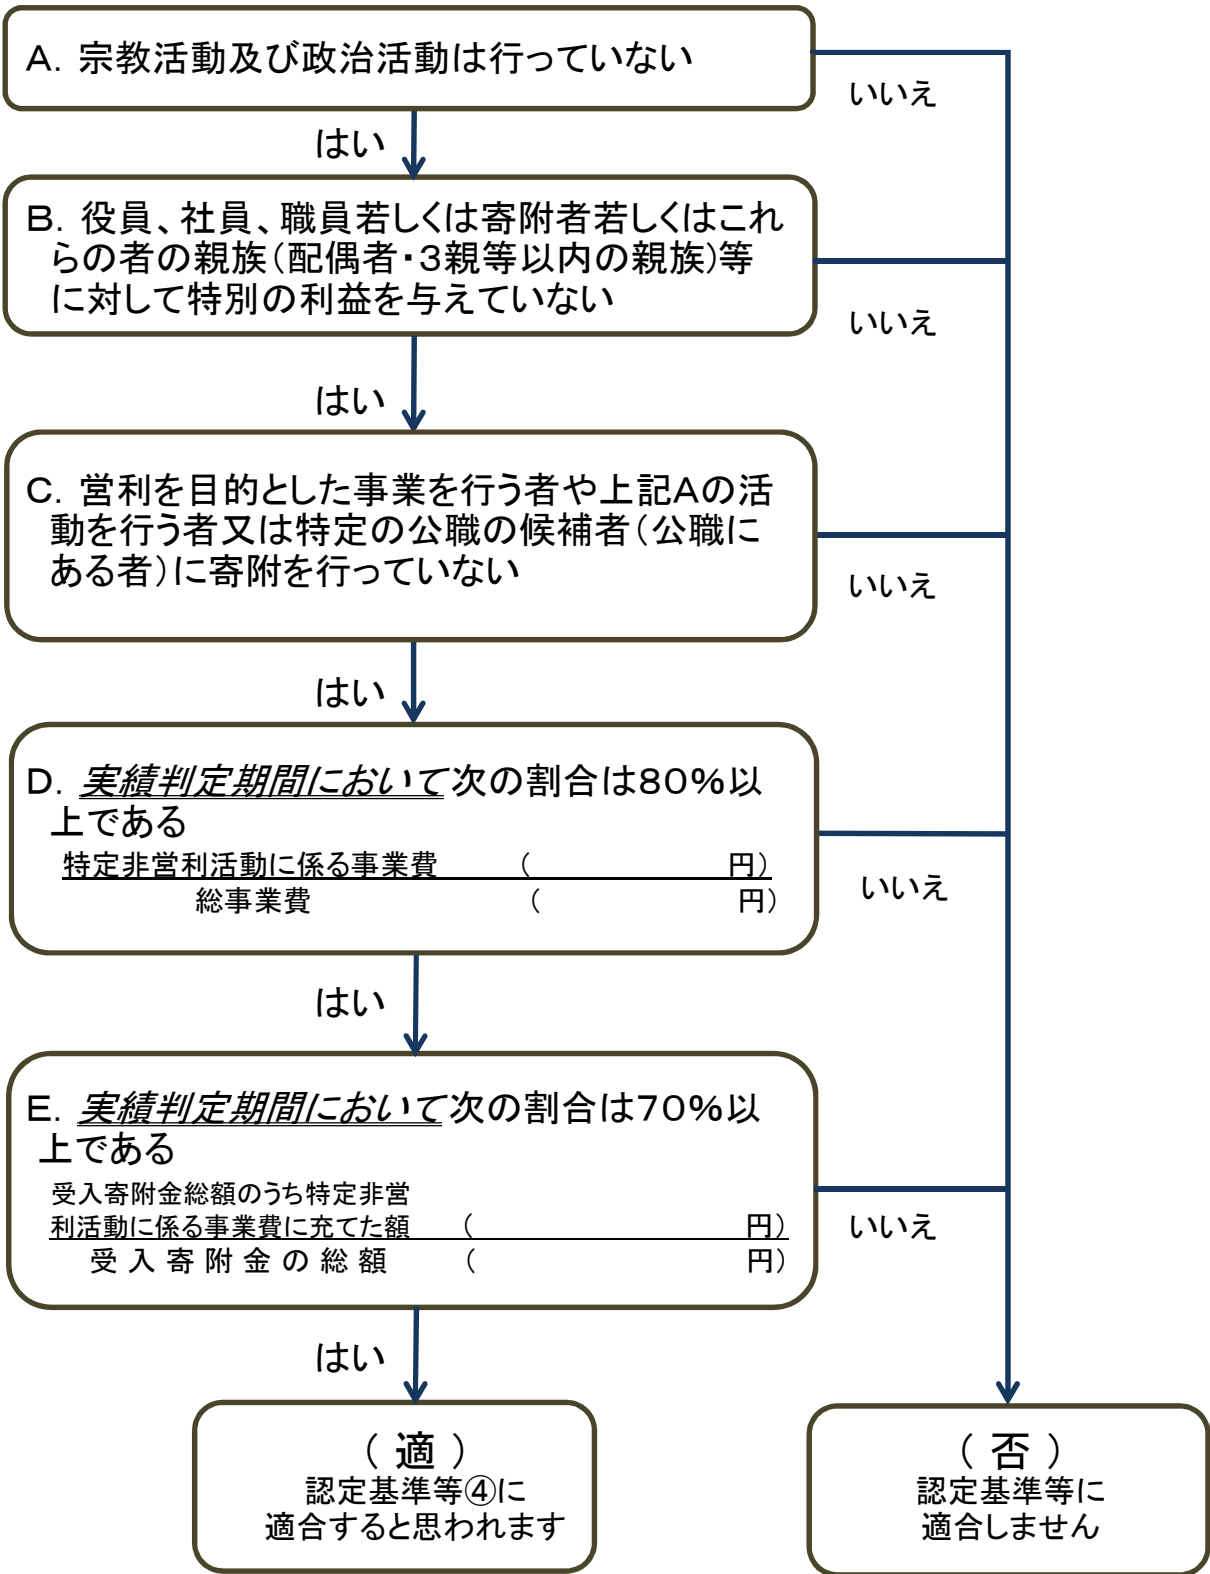 A. 宗教活動及び政治活動は行っていない
いいえ
はい
B. 役員、社員、職員若しくは寄附者若しくはこれ
らの者の親族（配偶者・3親等以内の親族）等
に対して特別の利益を与えていない
いいえ
はい
C. 営利を目的とした事業を行う者や上記Aの活
動を行う者又は特定の公職の候補者（公職に
ある者）に寄附を行っていない
いいえ
はい
D. 実績判定期間において次の割合は80%以
上である
特定非営利活動に係る事業費 （ 円）
総事業費 （ 円）
いいえ
はい
E. 実績判定期間において次の割合は70%以
上である
受入寄附金総額のうち特定非営
利活動に係る事業費に充てた額 （ 円）
受入寄附金の総額 （ 円）
いいえ
はい
（ 適 ）
認定基準等④に
適合すると思われます
（ 否 ）
認定基準等に
適合しません